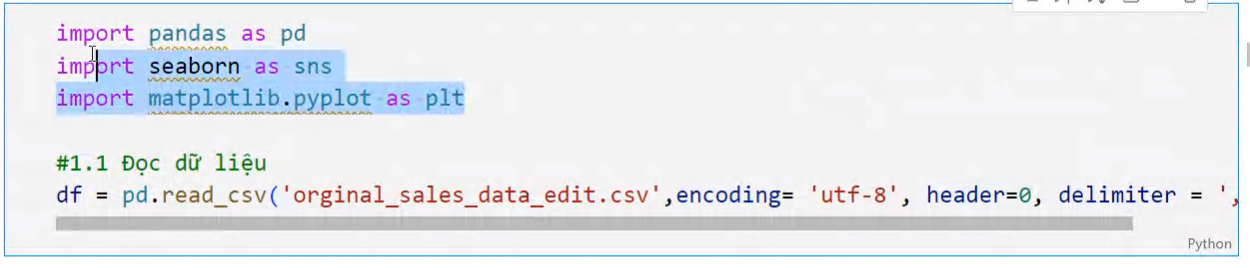 import pandas as pd
import seaborn as sns
import matplotlib.pyplot as plt
#1.1 Đọc dữ liệu
df = pd.read_csv('orginal_sales_data_edit.csv',encoding= 'utf-8', header=0, delimiter = ',
Python